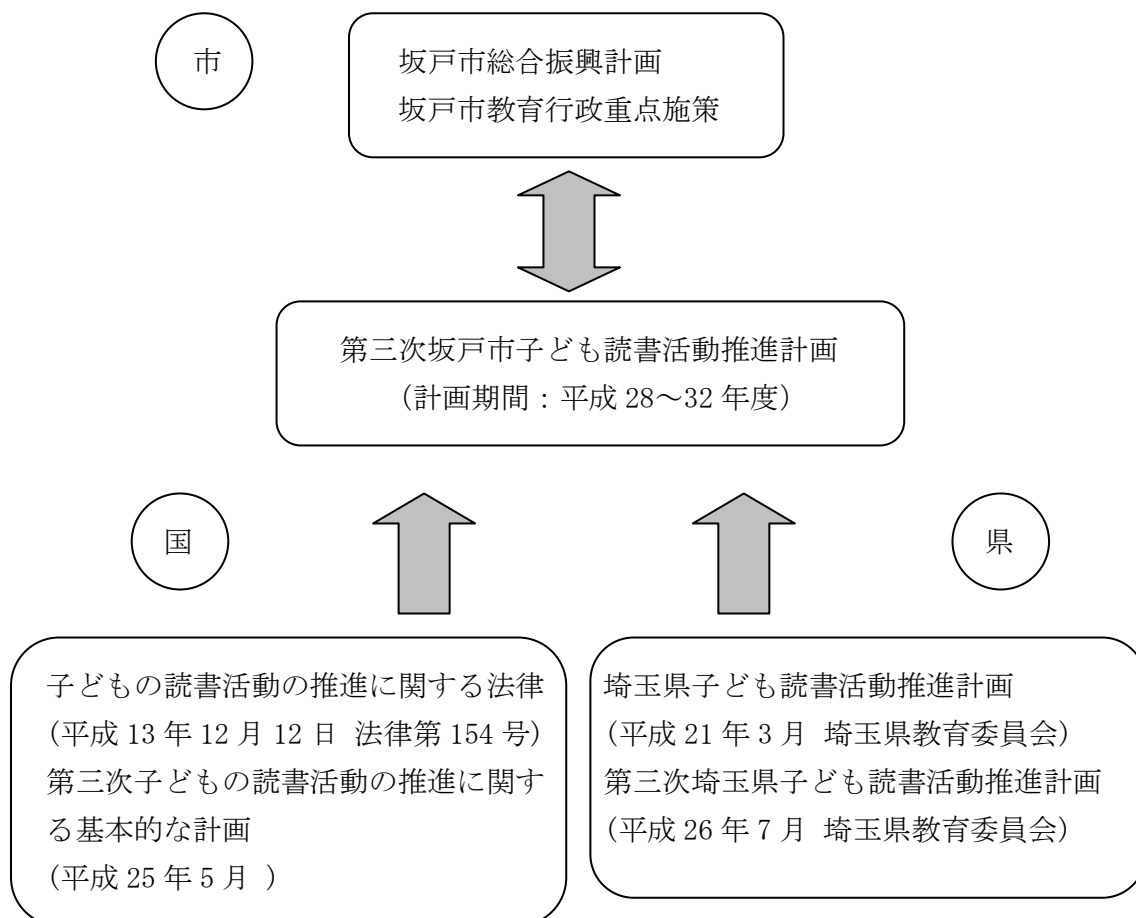 市
坂戸市総合振興計画
坂戸市教育行政重点施策
第三次坂戸市子ども読書活動推進計画
（計画期間：平成 28～32 年度）
国
県
子どもの読書活動の推進に関する法律
(平成 13 年 12 月 12 日 法律第 154 号)
第三次子どもの読書活動の推進に関す
る基本的な計画
(平成 25 年 5 月 )
埼玉県子ども読書活動推進計画
(平成 21 年 3 月 埼玉県教育委員会)
第三次埼玉県子ども読書活動推進計画
(平成 26 年 7 月 埼玉県教育委員会)